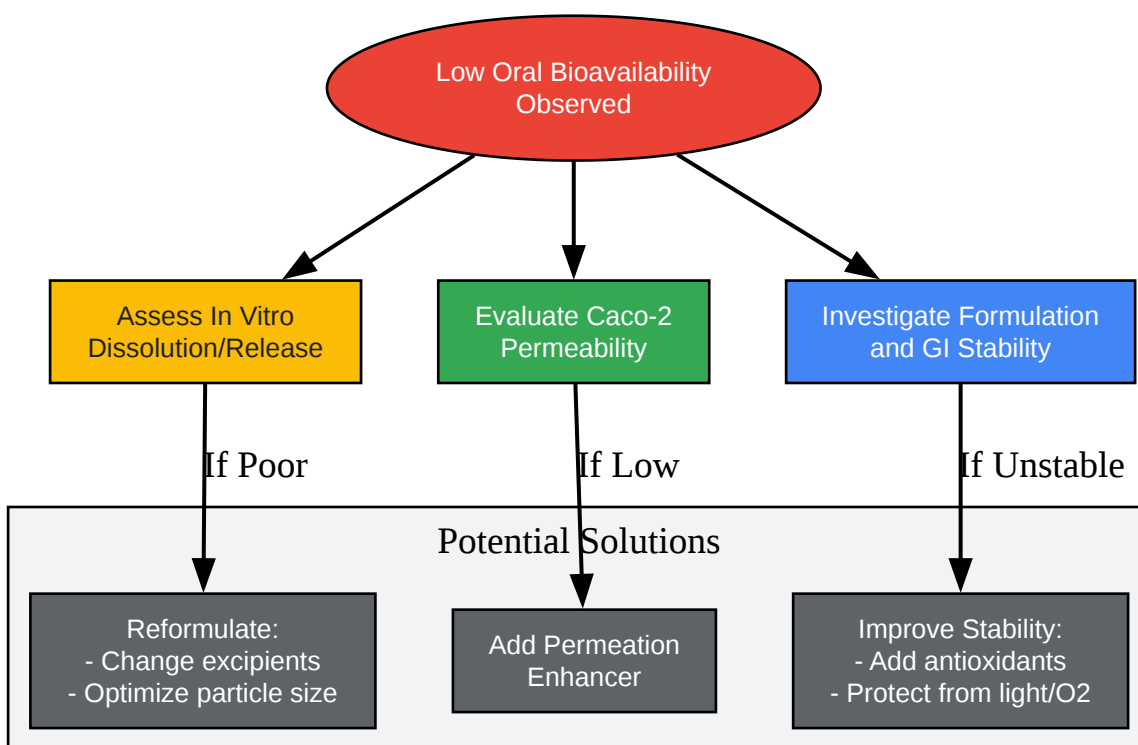 Low Oral Bioavailability
Observed
Assess In Vitro
Dissolution/Release
Evaluate Caco-2
Permeability
Investigate Formulation
and GI Stability
If Poor
If Low
If Unstable
Potential Solutions
Reformulate:
- Change excipients
- Optimize particle size
Add Permeation
Enhancer
Improve Stability:
- Add antioxidants
- Protect from light/O2